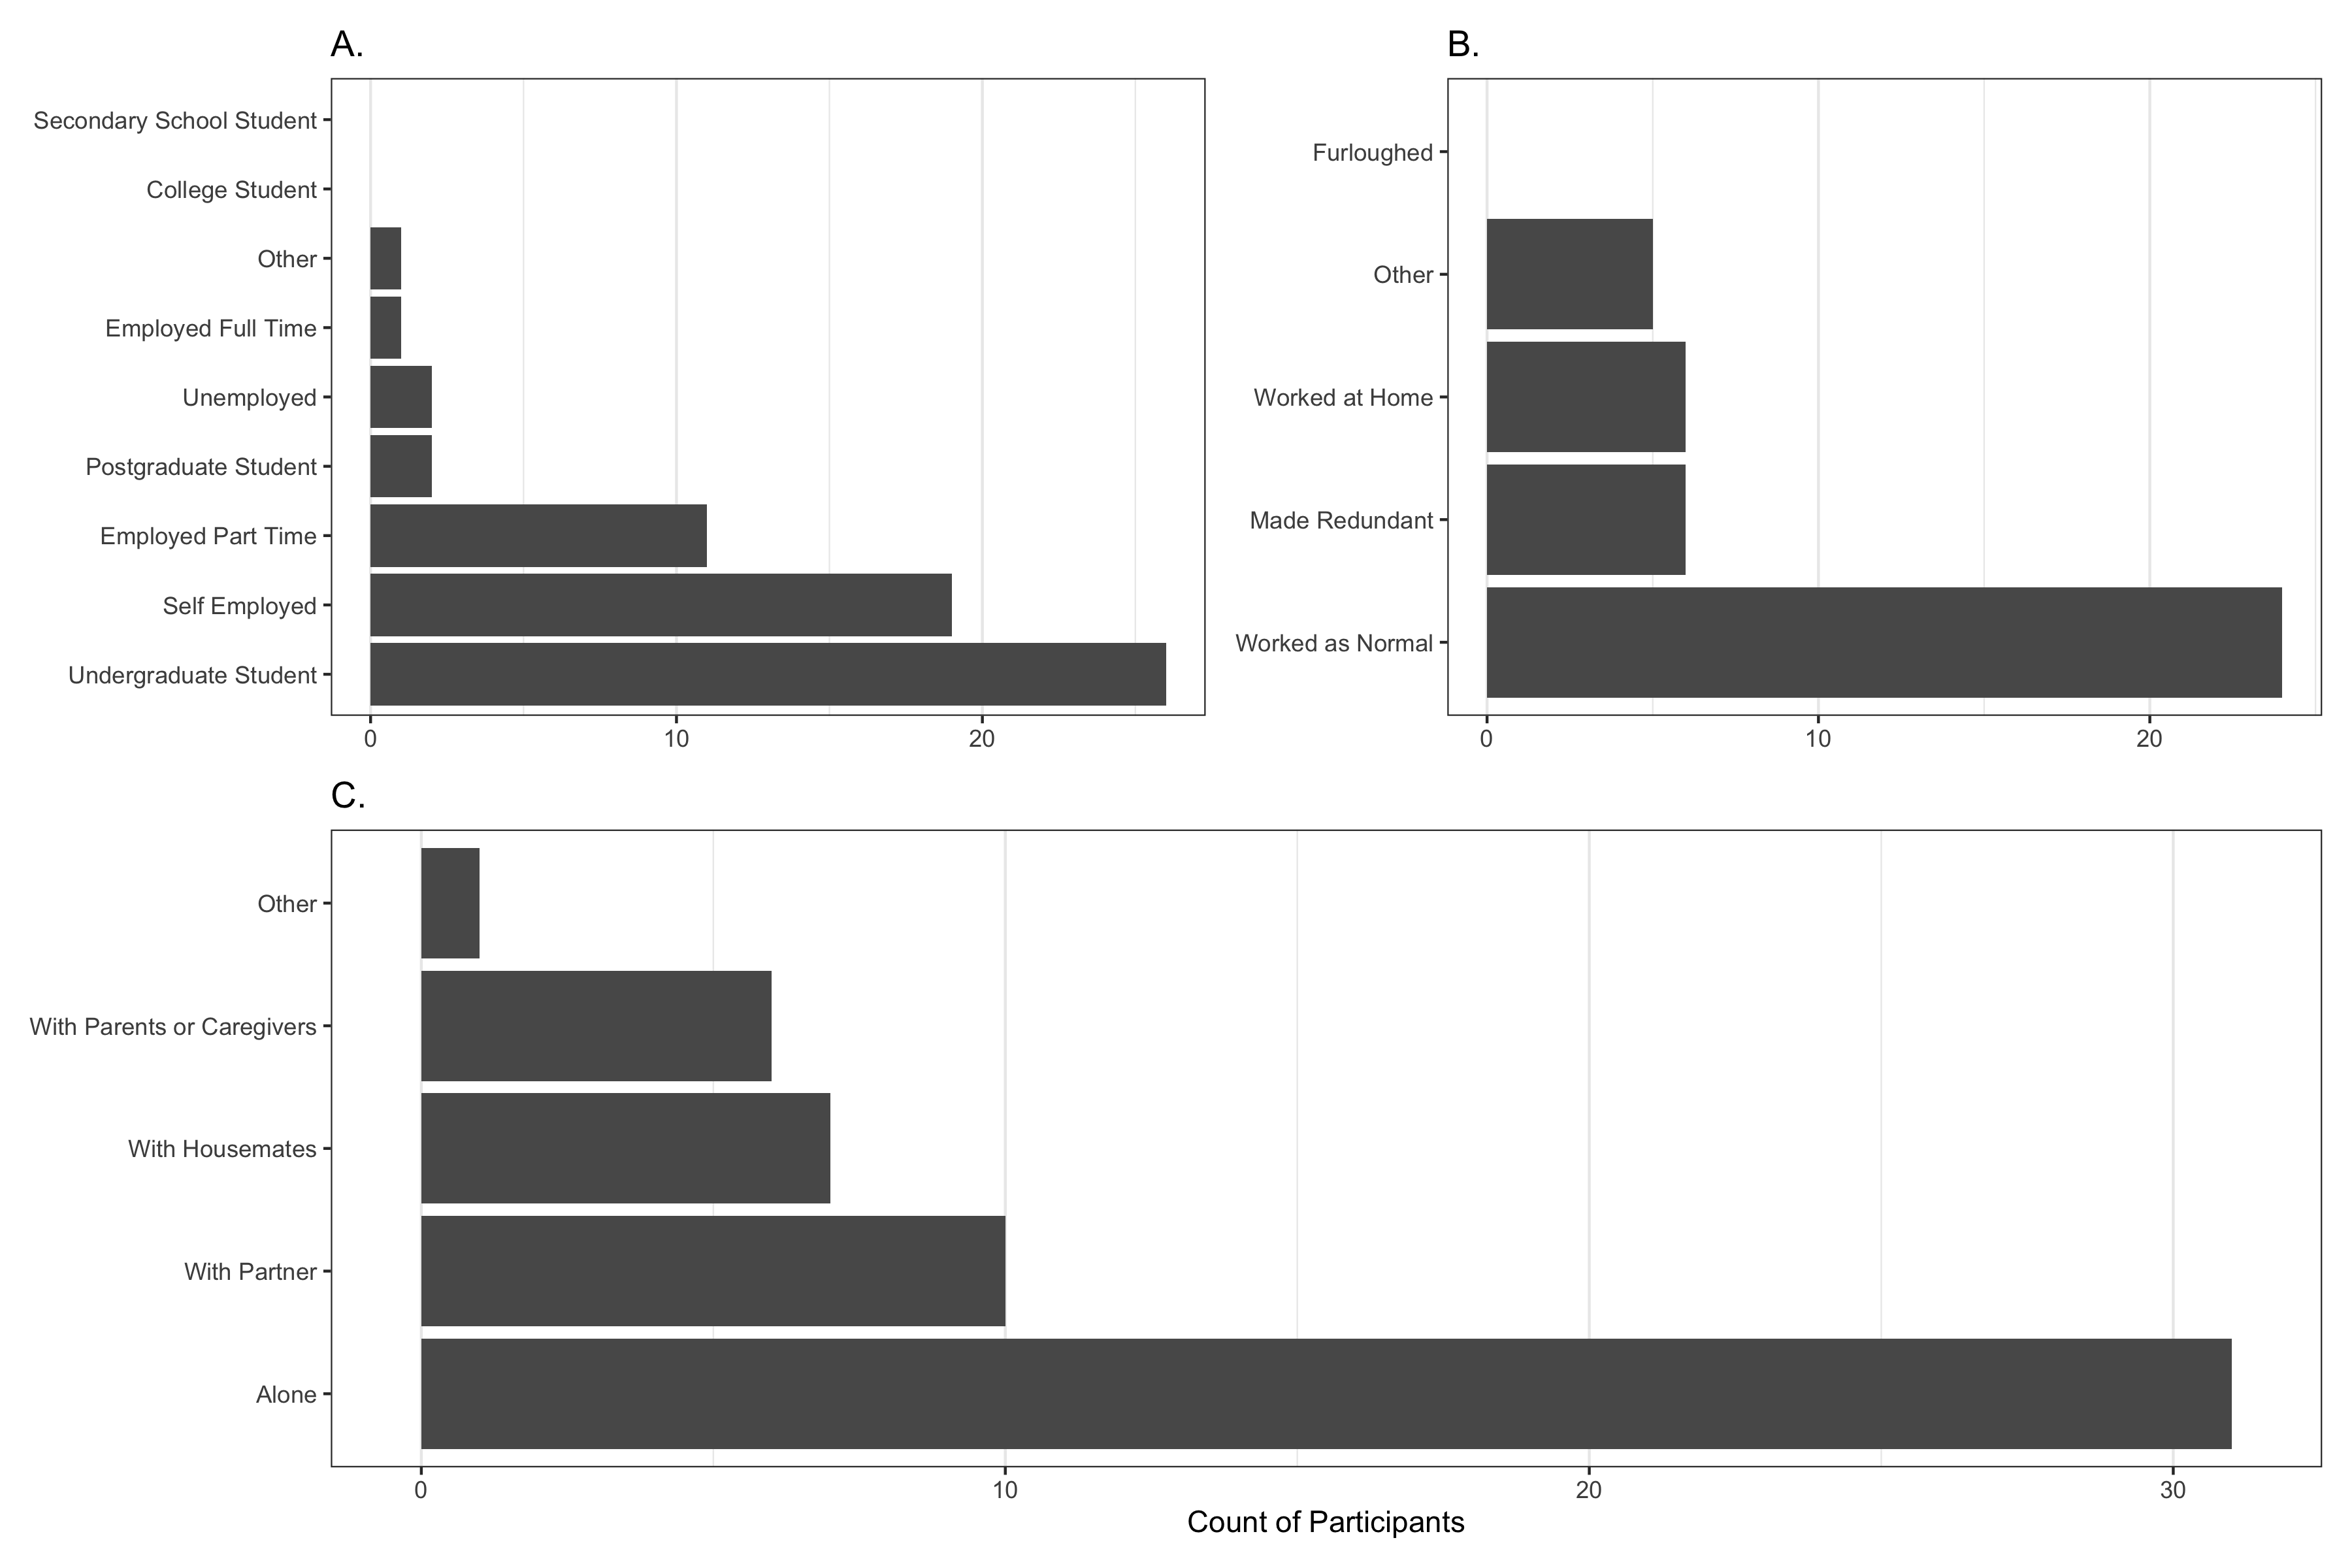 A.
Secondary School Student
College Student
Other
Employed Full Time
Unemployed
Postgraduate Student
Employed Part Time
Self Employed
Undergraduate Student
0 10 20
B.
Furloughed
Other
Worked at Home
Made Redundant
Worked as Normal
0 10 20
C.
Other
With Parents or Caregivers
With Housemates
With Partner
Alone
0 10 20 30
Count of Participants